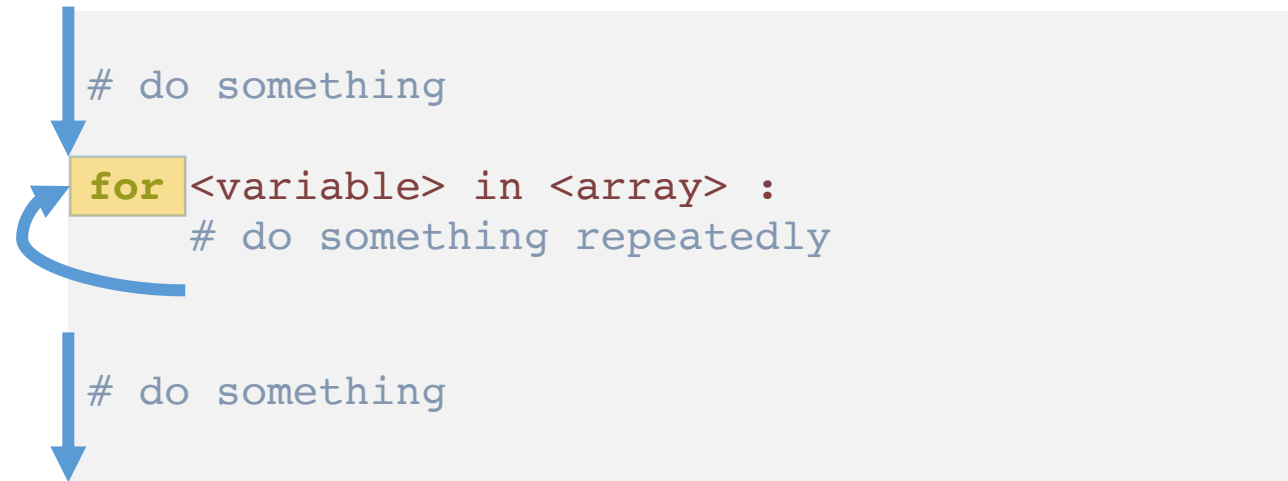 # do something
for <variable> in <array> :
# do something repeatedly
# do something